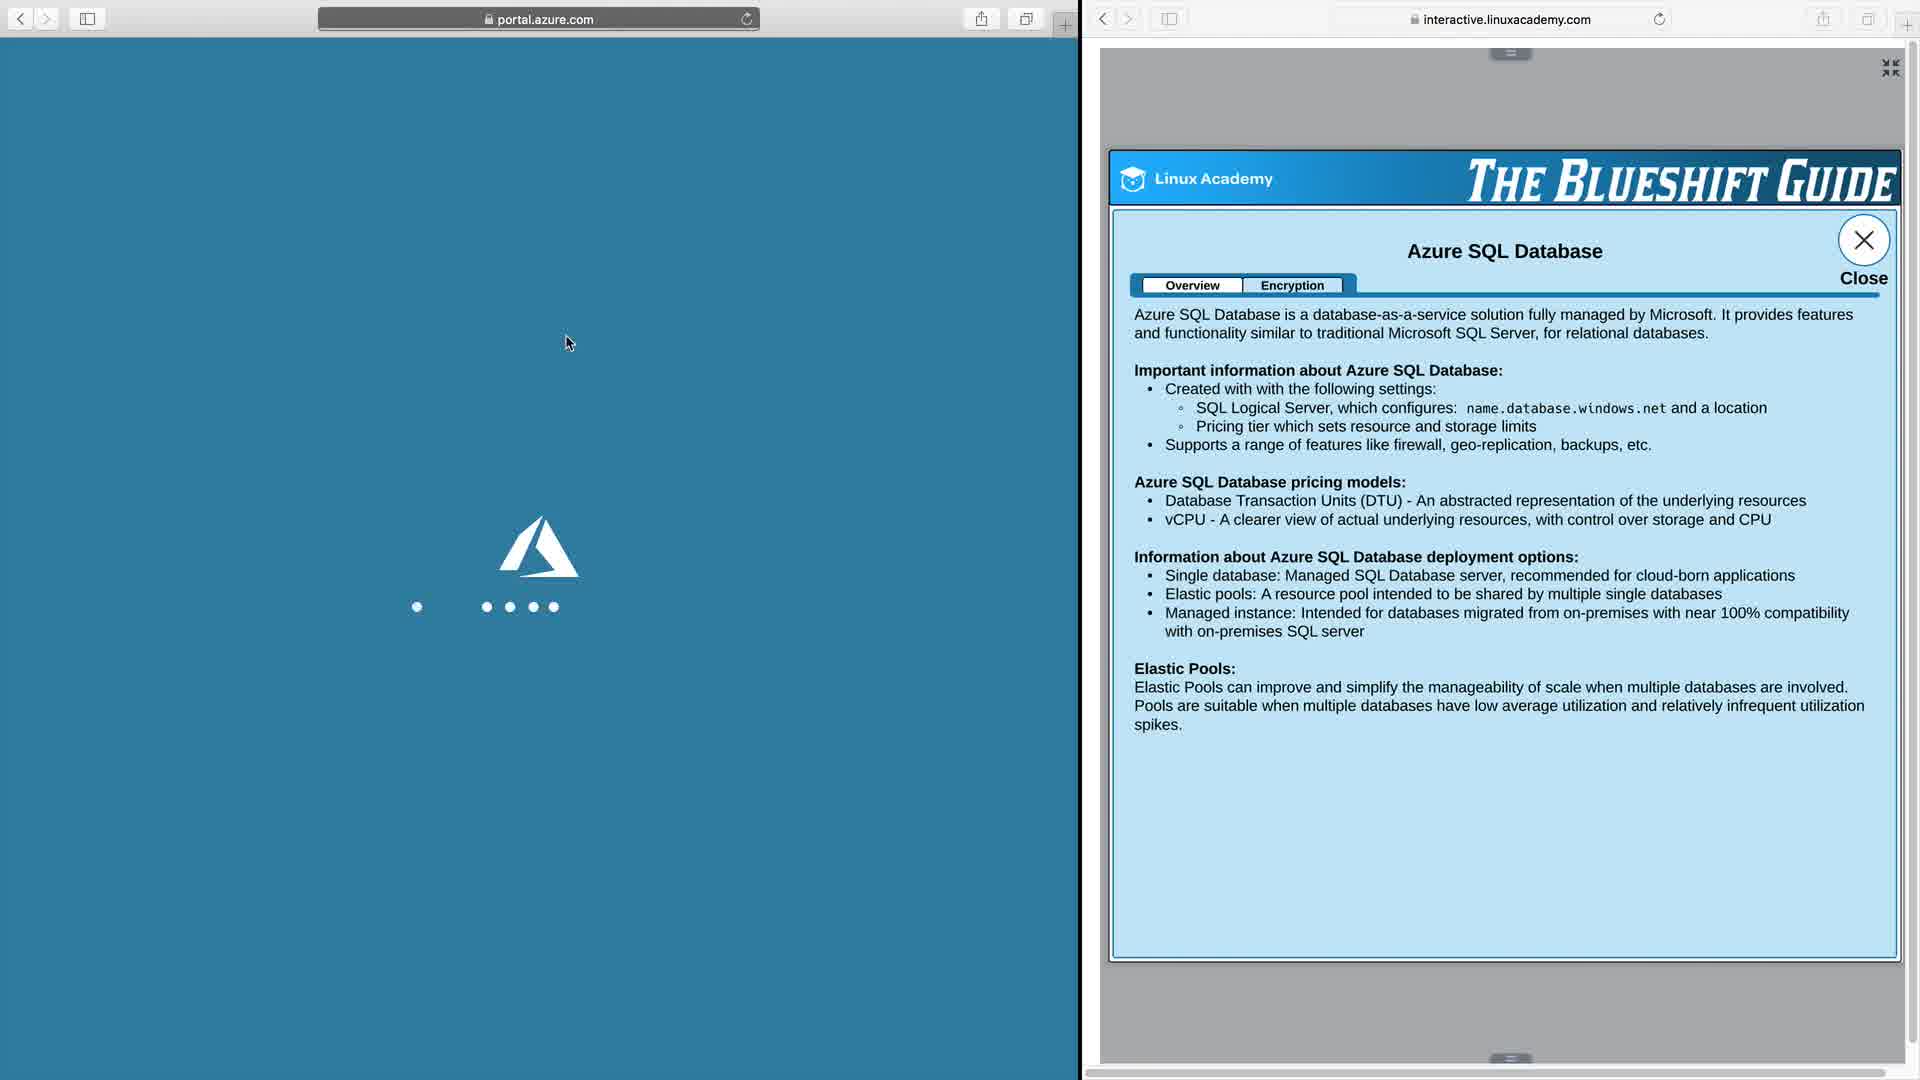 portal.azure.com
interactive.linuxacademy.com
Linux Academy
THE BLUESHIFT GUIDE
Azure SQL Database
Close
Overview
Encryption
Azure SQL Database is a database-as-a-service solution fully managed by Microsoft. It provides features
and functionality similar to traditional Microsoft SQL Server, for relational databases.
Important information about Azure SQL Database:
• Created with with the following settings:
◦ SQL Logical Server, which configures: name.database.windows.net and a location
◦ Pricing tier which sets resource and storage limits
• Supports a range of features like firewall, geo-replication, backups, etc.
Azure SQL Database pricing models:
• Database Transaction Units (DTU) - An abstracted representation of the underlying resources
• vCPU - A clearer view of actual underlying resources, with control over storage and CPU
Information about Azure SQL Database deployment options:
• Single database: Managed SQL Database server, recommended for cloud-born applications
• Elastic pools: A resource pool intended to be shared by multiple single databases
• Managed instance: Intended for databases migrated from on-premises with near 100% compatibility
with on-premises SQL server
Elastic Pools:
Elastic Pools can improve and simplify the manageability of scale when multiple databases are involved.
Pools are suitable when multiple databases have low average utilization and relatively infrequent utilization
spikes.